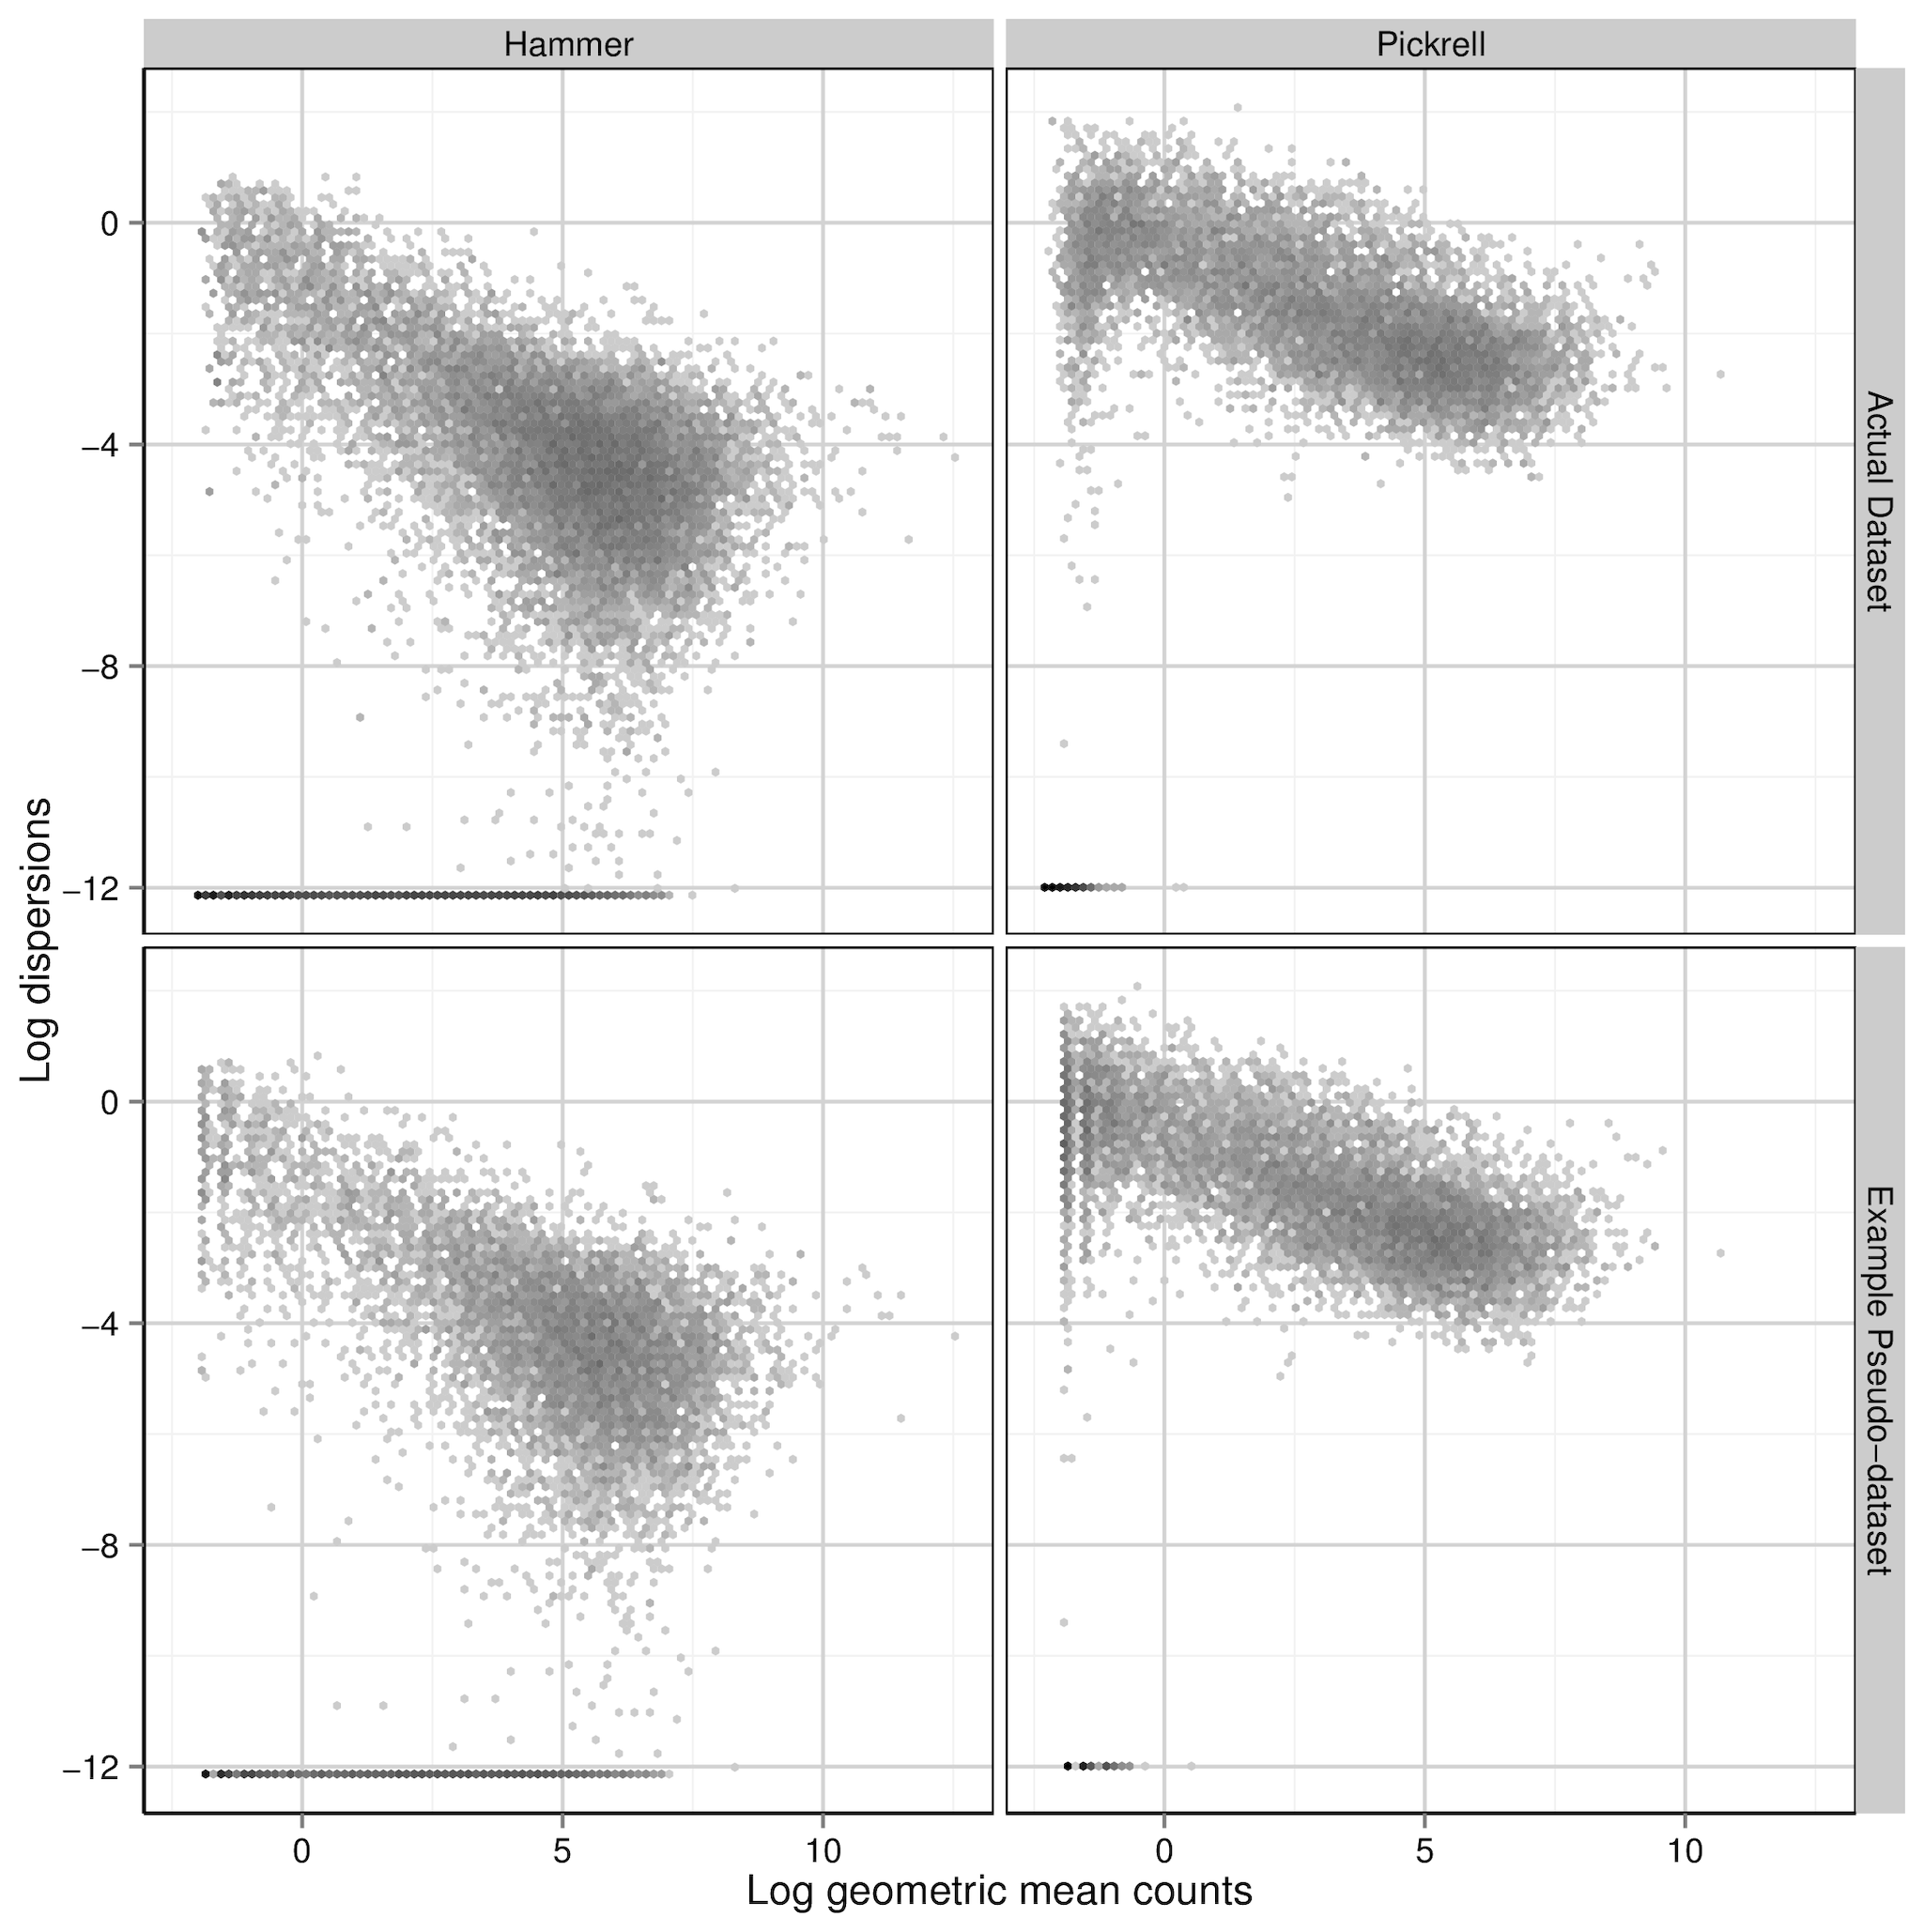 Hammer
Pickrell
0
−4
−8
−12
Actual Dataset
0
−4
−8
−12
Example Pseudo−dataset
0
5
10
0
5
10
Log geometric mean counts
Log dispersions